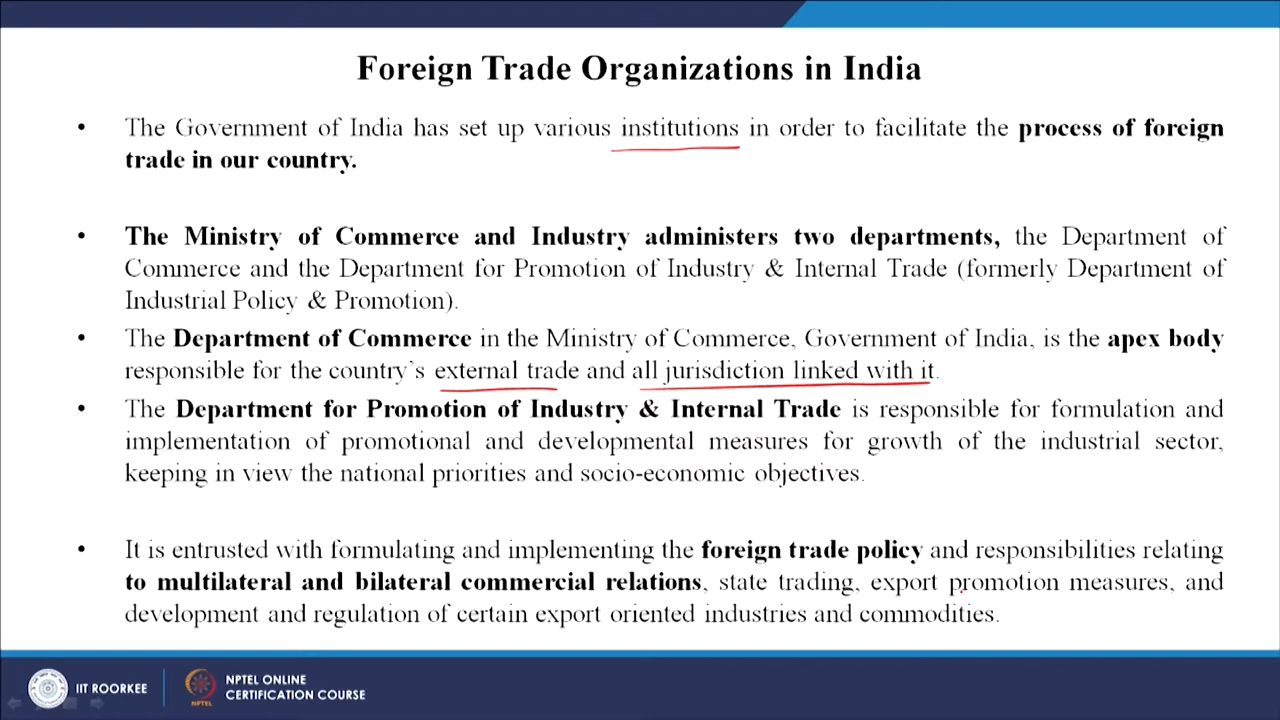 Foreign Trade Organizations in India
• The Government of India has set up various institutions in order to facilitate the process of foreign
trade in our country.
• The Ministry of Commerce and Industry administers two departments, the Department of
Commerce and the Department for Promotion of Industry & Internal Trade (formerly Department of
Industrial Policy & Promotion).
• The Department of Commerce in the Ministry of Commerce, Government of India, is the apex body
responsible for the country's external trade and all jurisdiction linked with it.
• The Department for Promotion of Industry & Internal Trade is responsible for formulation and
implementation of promotional and developmental measures for growth of the industrial sector,
keeping in view the national priorities and socio-economic objectives.
• It is entrusted with formulating and implementing the foreign trade policy and responsibilities relating
to multilateral and bilateral commercial relations, state trading, export promotion measures, and
development and regulation of certain export oriented industries and commodities.
IIT ROORKEE
NPTEL
NPTEL ONLINE
CERTIFICATION COURSE